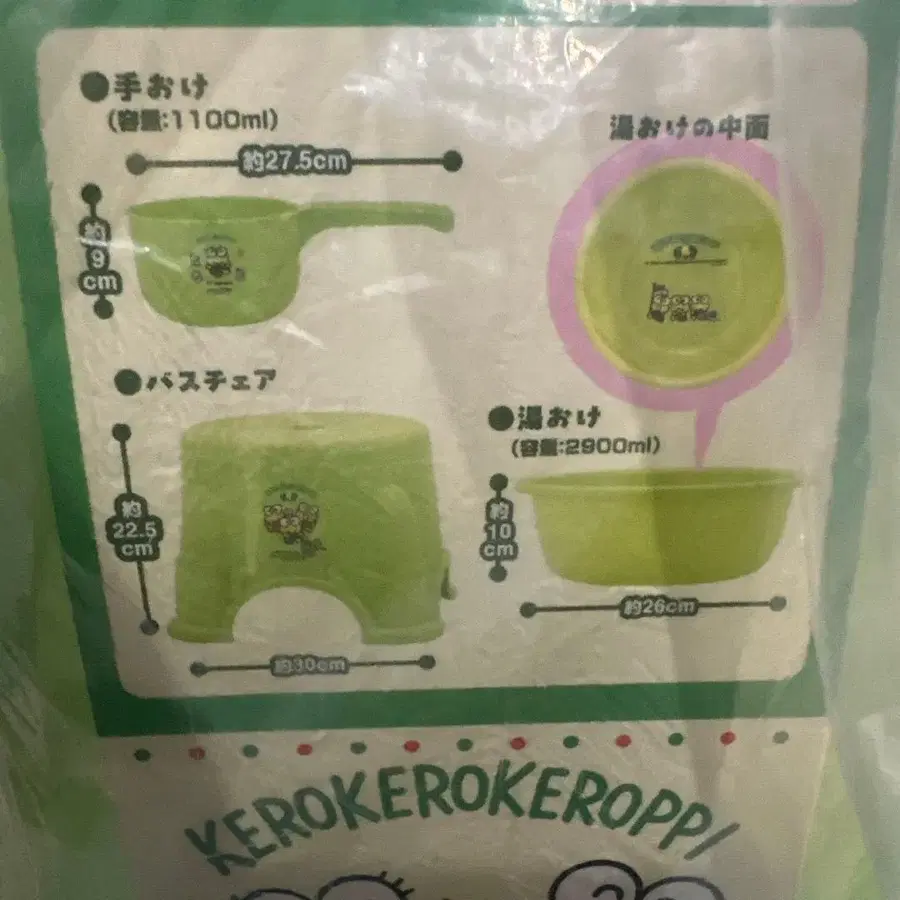 ●手おけ
(容量:1100ml)
約27.5cm
約
9
cm
湯おけの中面
●バスチェア
約
22.5
cm
約30cm
●湯おけ
(容量:2900ml)
約
10
cm
約26cm
KEROKEROKEROPPI